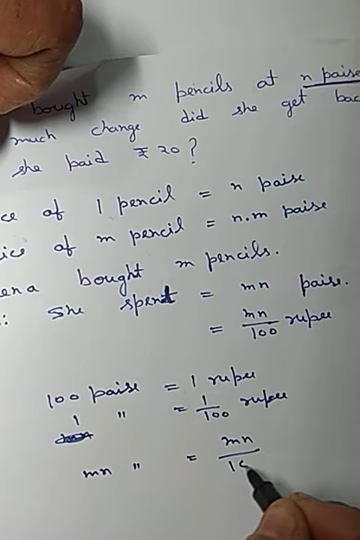 bought m pencils at n paise
much change did she get bac
she paid ₹ 20 ?
ce of 1 pencil = n paise
ice of m pencil = n.m paise
ena bought m pencils.
∴ She spent = mn paise.
= mn/100 rupee
100 paise = 1 rupee
1 " = 1/100 rupee
mn " = mn/10